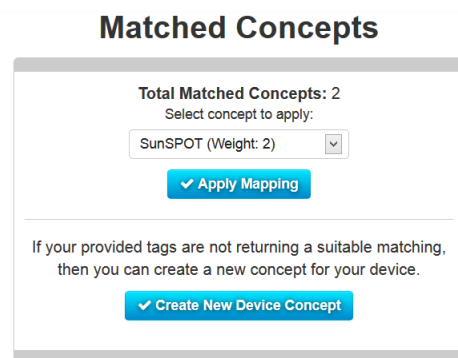 Matched Concepts
Total Matched Concepts: 2
Select concept to apply:
SunSPOT (Weight: 2)
Apply Mapping
If your provided tags are not returning a suitable matching,
then you can create a new concept for your device.
Create New Device Concept